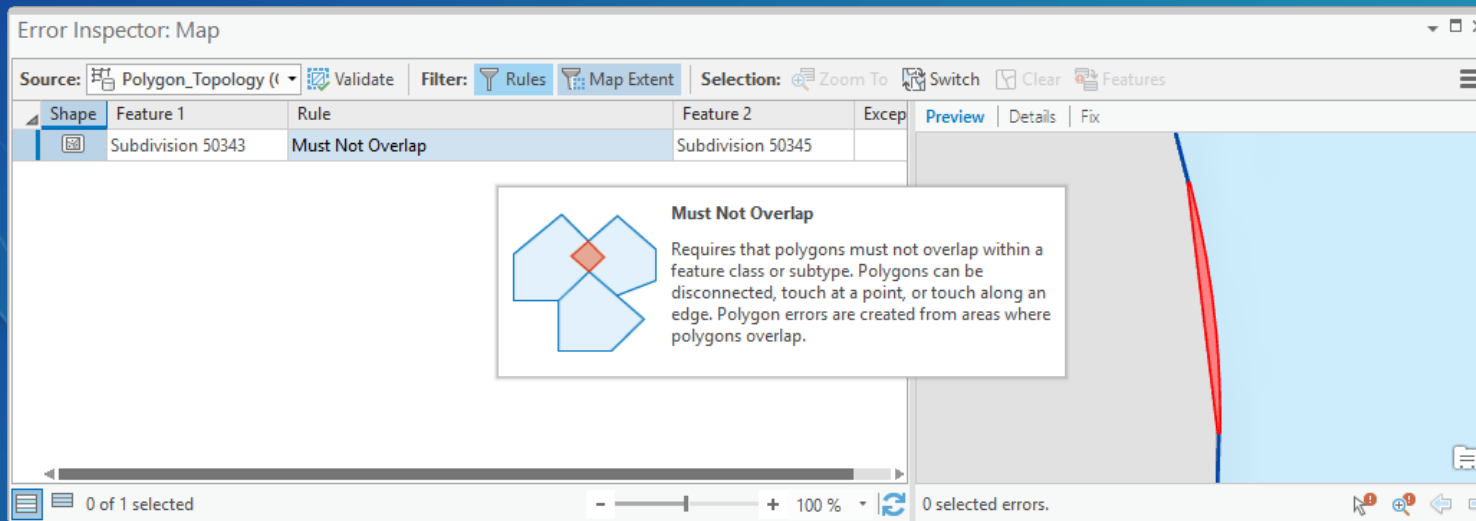 Error Inspector: Map
Source: Polygon_Topology (( Validate Filter: Rules Map Extent Selection: Zoom To Switch Clear Features
Shape Feature 1 Rule Feature 2 Excep
Subdivision 50343 Must Not Overlap Subdivision 50345
Preview Details Fix
Must Not Overlap
Requires that polygons must not overlap within a
feature class or subtype. Polygons can be
disconnected, touch at a point, or touch along an
edge. Polygon errors are created from areas where
polygons overlap.
0 of 1 selected - + 100 % 0 selected errors.